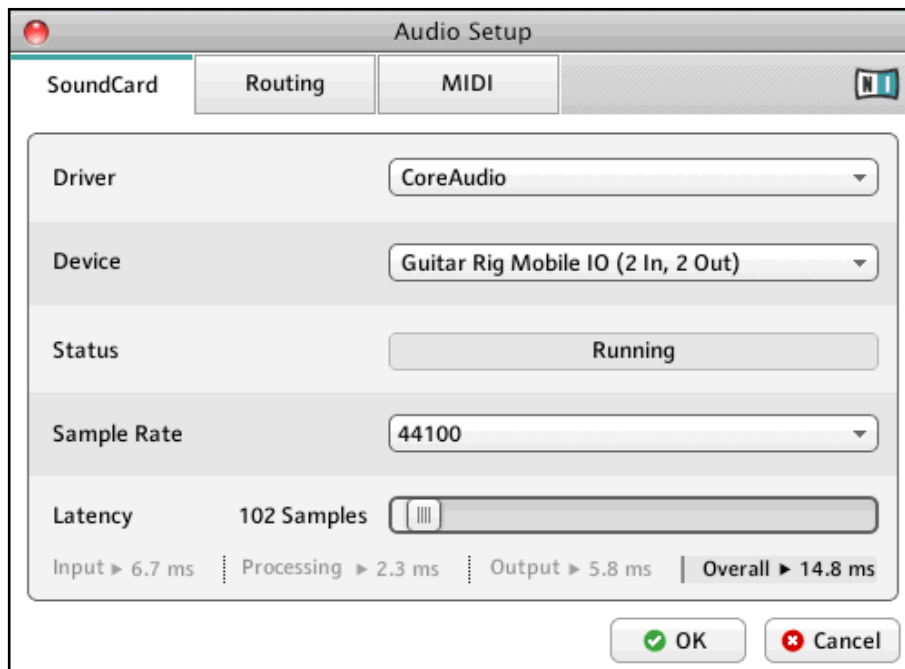 Audio Setup
SoundCard Routing MIDI NI
Driver CoreAudio
Device Guitar Rig Mobile IO (2 In, 2 Out)
Status Running
Sample Rate 44100
Latency 102 Samples
Input ▸ 6.7 ms Processing ▸ 2.3 ms Output ▸ 5.8 ms Overall ▸ 14.8 ms
OK Cancel